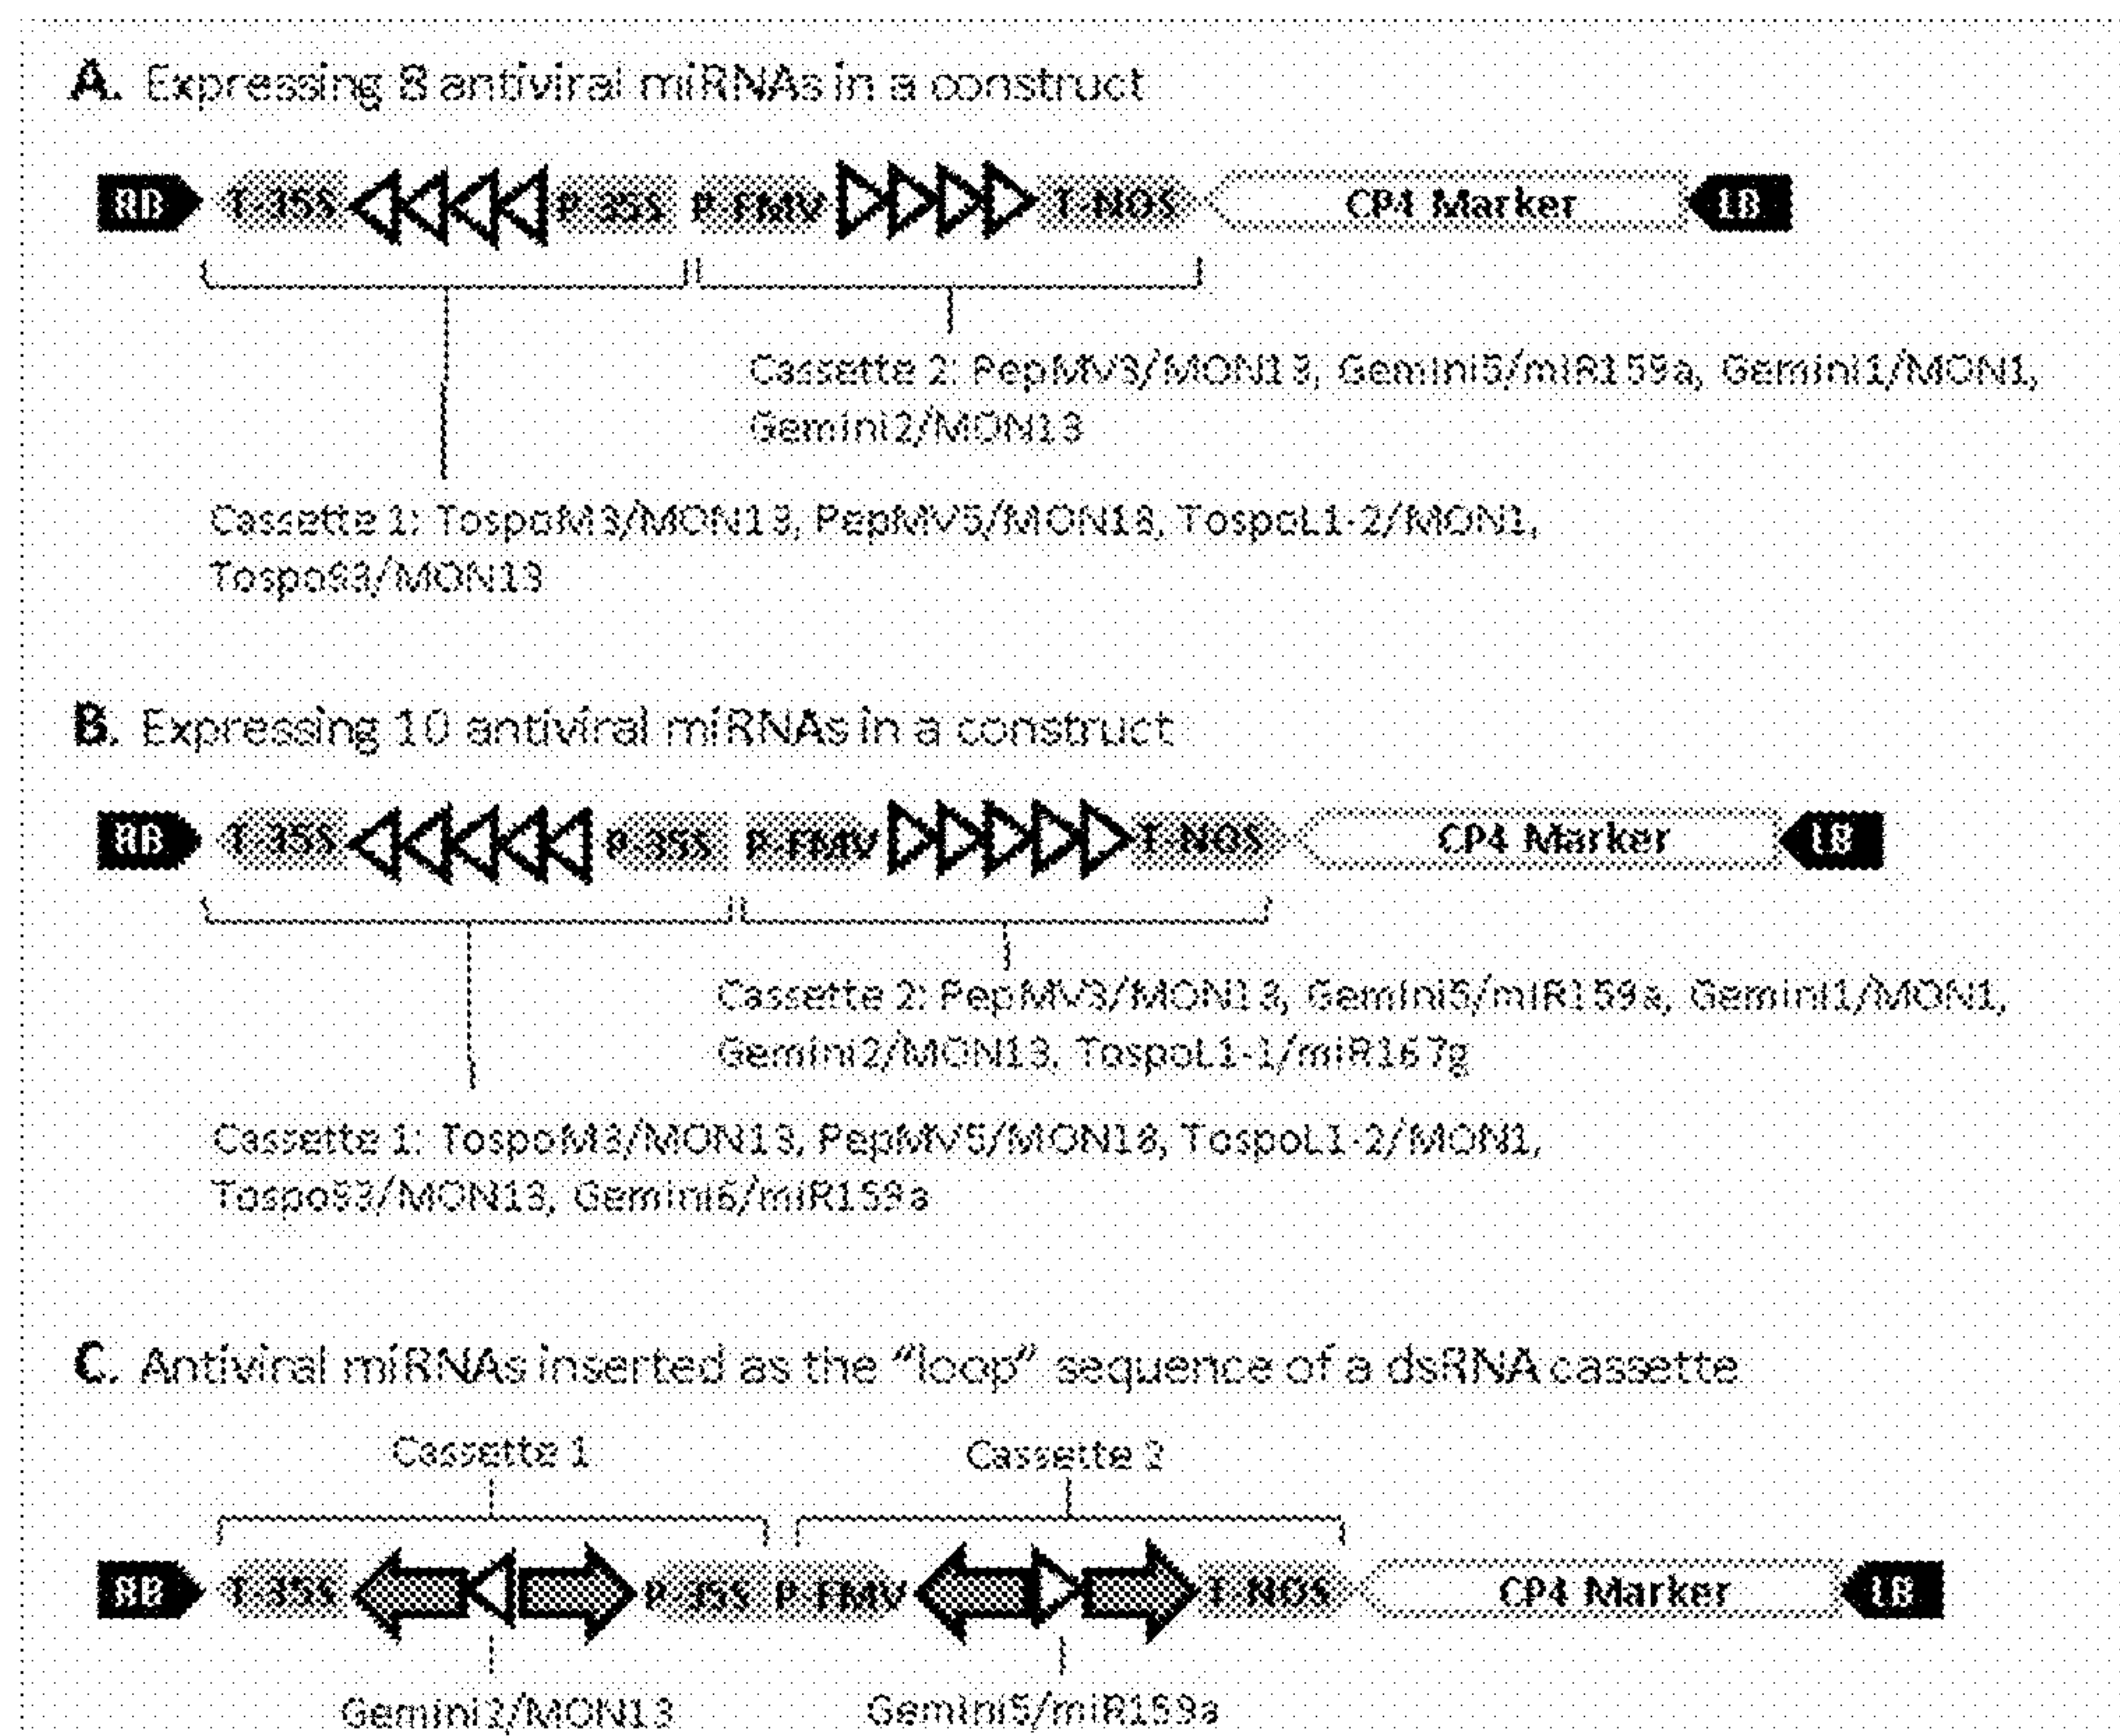 A. Expressing 8 antiviral miRNAs in a construct
RB T-35S P-35S P-FMV T-NOS CP4 Marker LB
Cassette 2: PepMV3/MON13, Gemini5/miR159a, Gemini1/MON1,
Gemini2/MON13
Cassette 1: TospoM3/MON13, PepMV5/MON18, TospoL1-2/MON1,
TospoS3/MON13
B. Expressing 10 antiviral miRNAs in a construct
RB T-35S P-35S P-FMV T-NOS CP4 Marker LB
Cassette 2: PepMV3/MON13, Gemini5/miR159a, Gemini1/MON1,
Gemini2/MON13, TospoL1-1/miR167g
Cassette 1: TospoM3/MON13, PepMV5/MON18, TospoL1-2/MON1,
TospoS3/MON13, Gemini6/miR159a
C. Antiviral miRNAs inserted as the "loop" sequence of a dsRNA cassette
Cassette 1 Cassette 2
RB T-35S P-35S P-FMV T-NOS CP4 Marker LB
Gemini2/MON13 Gemini5/miR159a